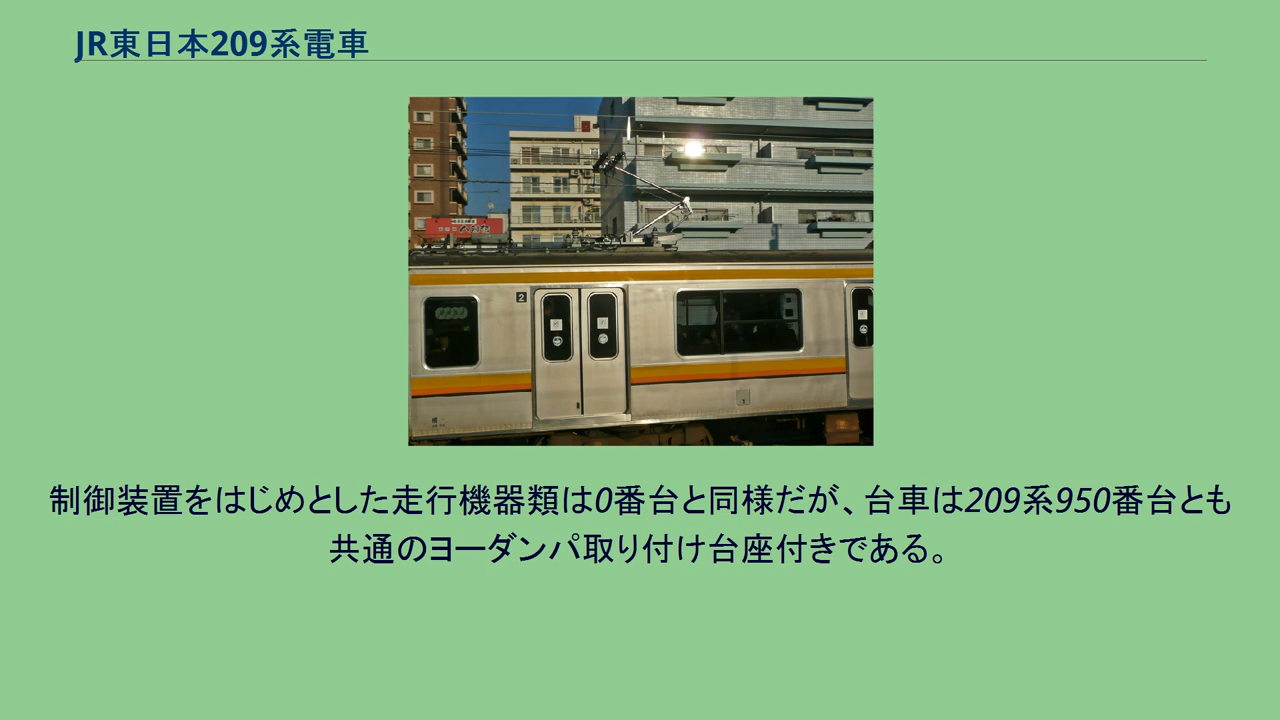 JR東日本209系電車
2
制御装置をはじめとした走行機器類は0番台と同様だが、台車は209系950番台とも
共通のヨーダンパ取り付け台座付きである。